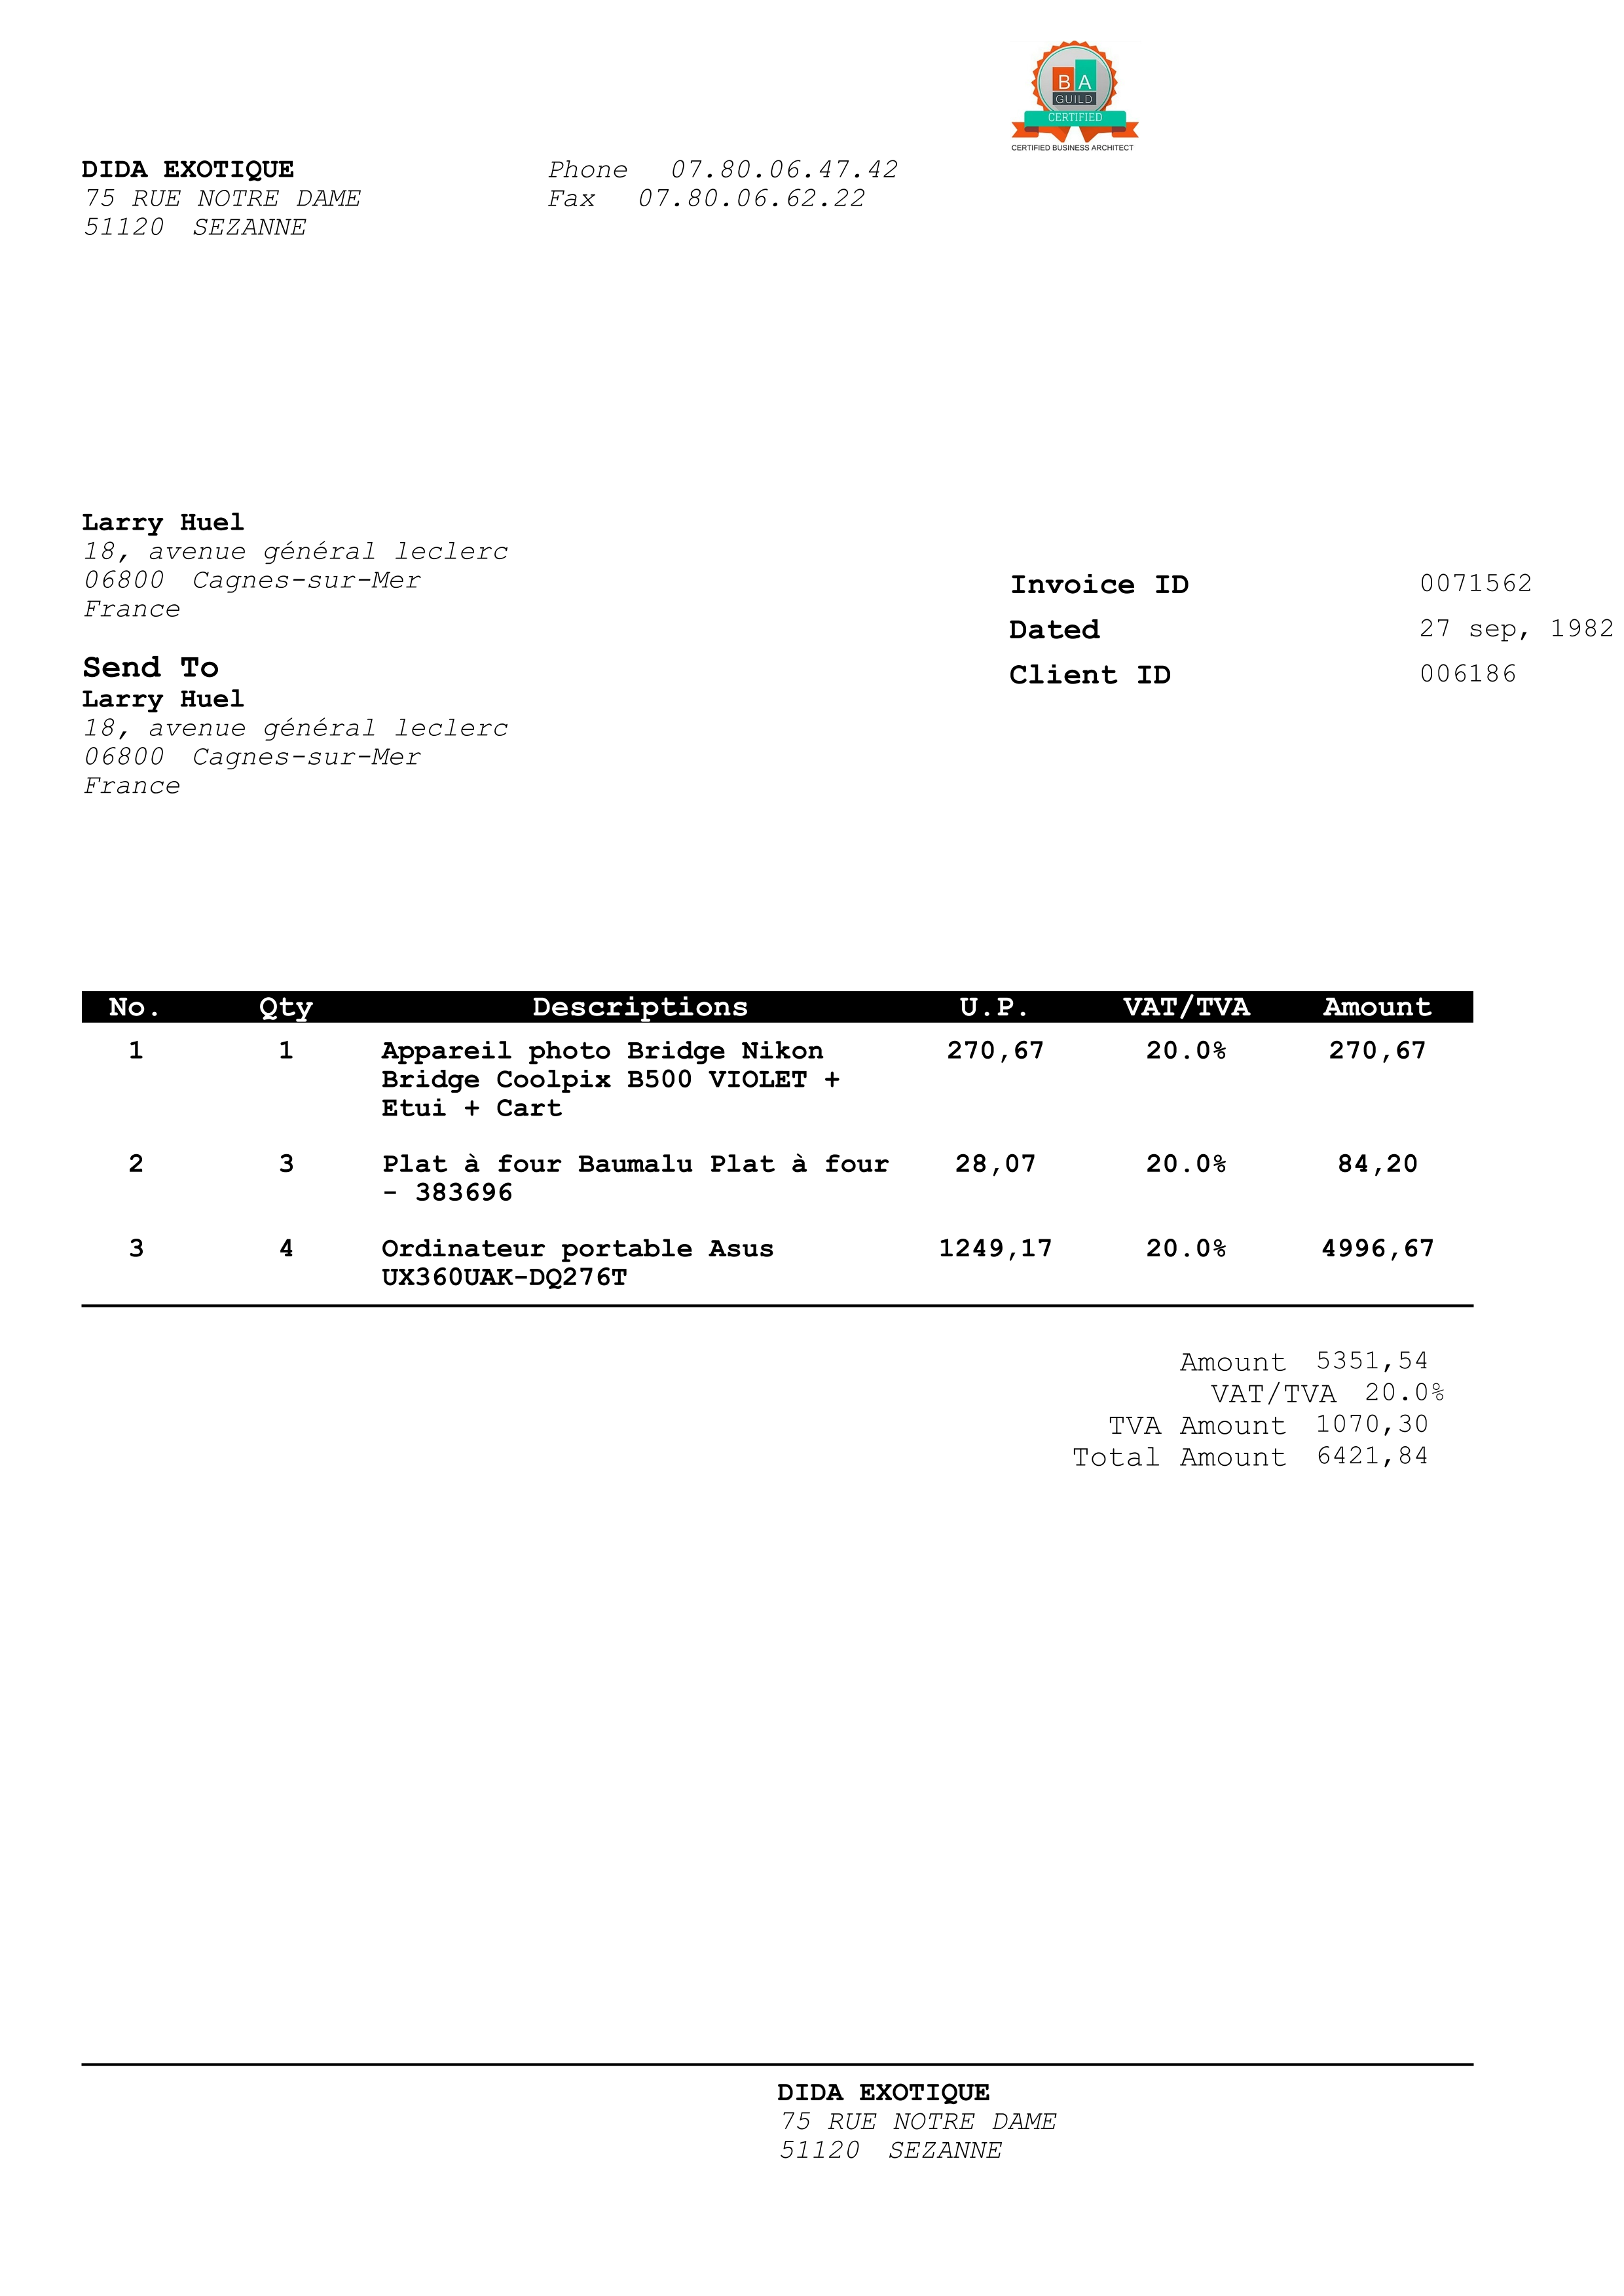 B A
GUILD
CERTIFIED
CERTIFIED BUSINESS ARCHITECT
DIDA EXOTIQUE
75 RUE NOTRE DAME
51120 SEZANNE
Phone 07.80.06.47.42
Fax 07.80.06.62.22
Larry Huel
18, avenue général leclerc
06800 Cagnes-sur-Mer
France
Send To
Larry Huel
18, avenue général leclerc
06800 Cagnes-sur-Mer
France
Invoice ID 0071562
Dated 27 sep, 1982
Client ID 006186
No. Qty Descriptions U.P. VAT/TVA Amount
1 1 Appareil photo Bridge Nikon 270,67 20.0% 270,67
Bridge Coolpix B500 VIOLET +
Etui + Cart
2 3 Plat à four Baumalu Plat à four 28,07 20.0% 84,20
- 383696
3 4 Ordinateur portable Asus 1249,17 20.0% 4996,67
UX360UAK-DQ276T
Amount 5351,54
VAT/TVA 20.0%
TVA Amount 1070,30
Total Amount 6421,84
DIDA EXOTIQUE
75 RUE NOTRE DAME
51120 SEZANNE